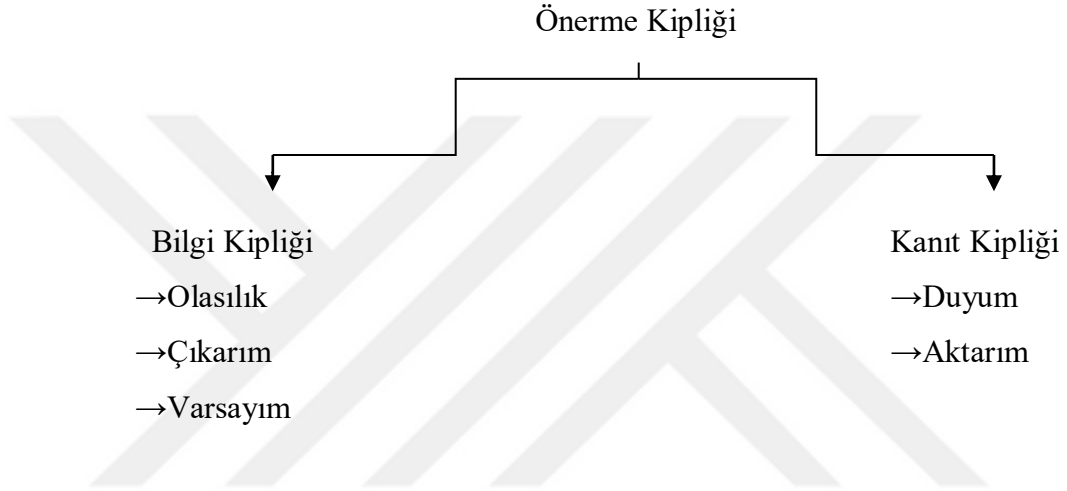 Önerme Kipliği
Bilgi Kipliği
→Olasılık
→Çıkarım
→Varsayım
Kanıt Kipliği
→Duyum
→Aktarım